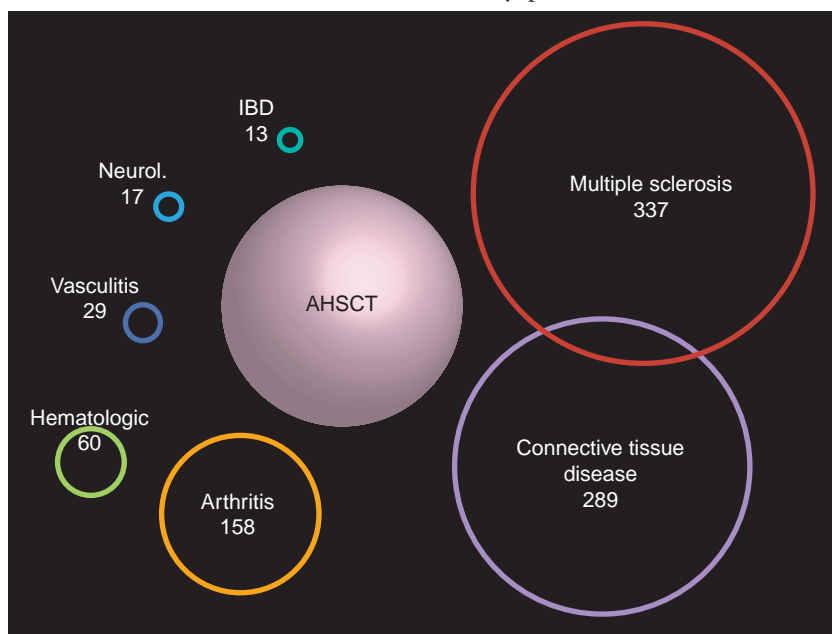 IBD
13
Neurol.
17
Multiple sclerosis
337
Vasculitis
29
AHSCT
Hematologic
60
Connective tissue
disease
289
Arthritis
158